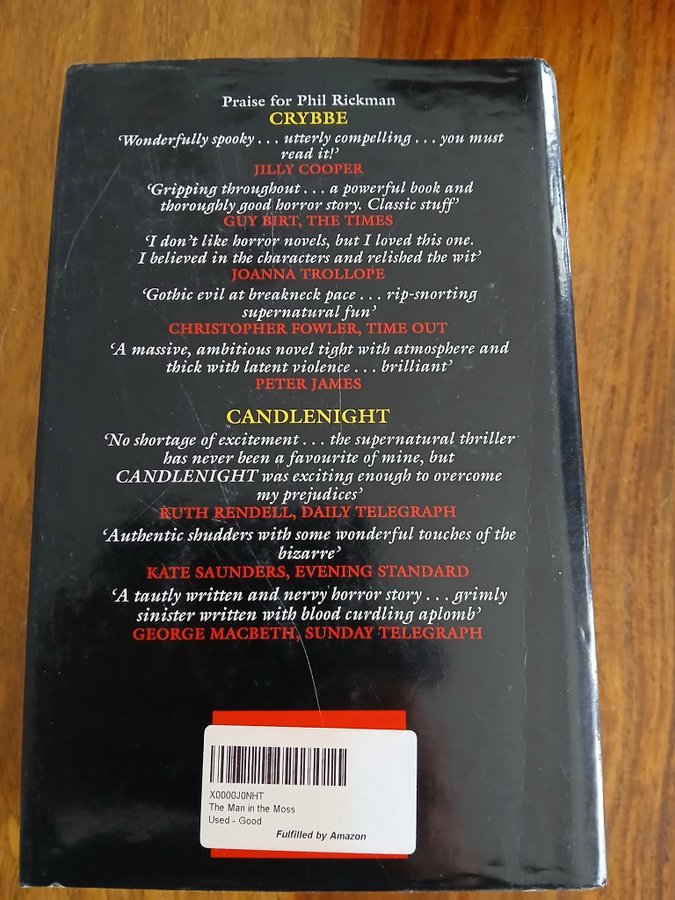 Praise for Phil Rickman
CRYBBE
‘Wonderfully spooky . . . utterly compelling . . . you must
read it!’
JILLY COOPER
‘Gripping throughout . . . a powerful book and
thoroughly good horror story. Classic stuff’
GUY BIRT, THE TIMES
‘I don’t like horror novels, but I loved this one.
I believed in the characters and relished the wit’
JOANNA TROLLOPE
‘Gothic evil at breakneck pace . . . rip-snorting
supernatural fun’
CHRISTOPHER FOWLER, TIME OUT
‘A massive, ambitious novel tight with atmosphere and
thick with latent violence . . . brilliant’
PETER JAMES
CANDLENIGHT
‘No shortage of excitement . . . the supernatural thriller
has never been a favourite of mine, but
CANDLENIGHT was exciting enough to overcome
my prejudices’
RUTH RENDELL, DAILY TELEGRAPH
‘Authentic shudders with some wonderful touches of the
bizarre’
KATE SAUNDERS, EVENING STANDARD
‘A tautly written and nervy horror story . . . grimly
sinister written with blood curdling aplomb’
GEORGE MACBETH, SUNDAY TELEGRAPH
X0000J0NHT
The Man in the Moss
Used - Good
Fulfilled by Amazon